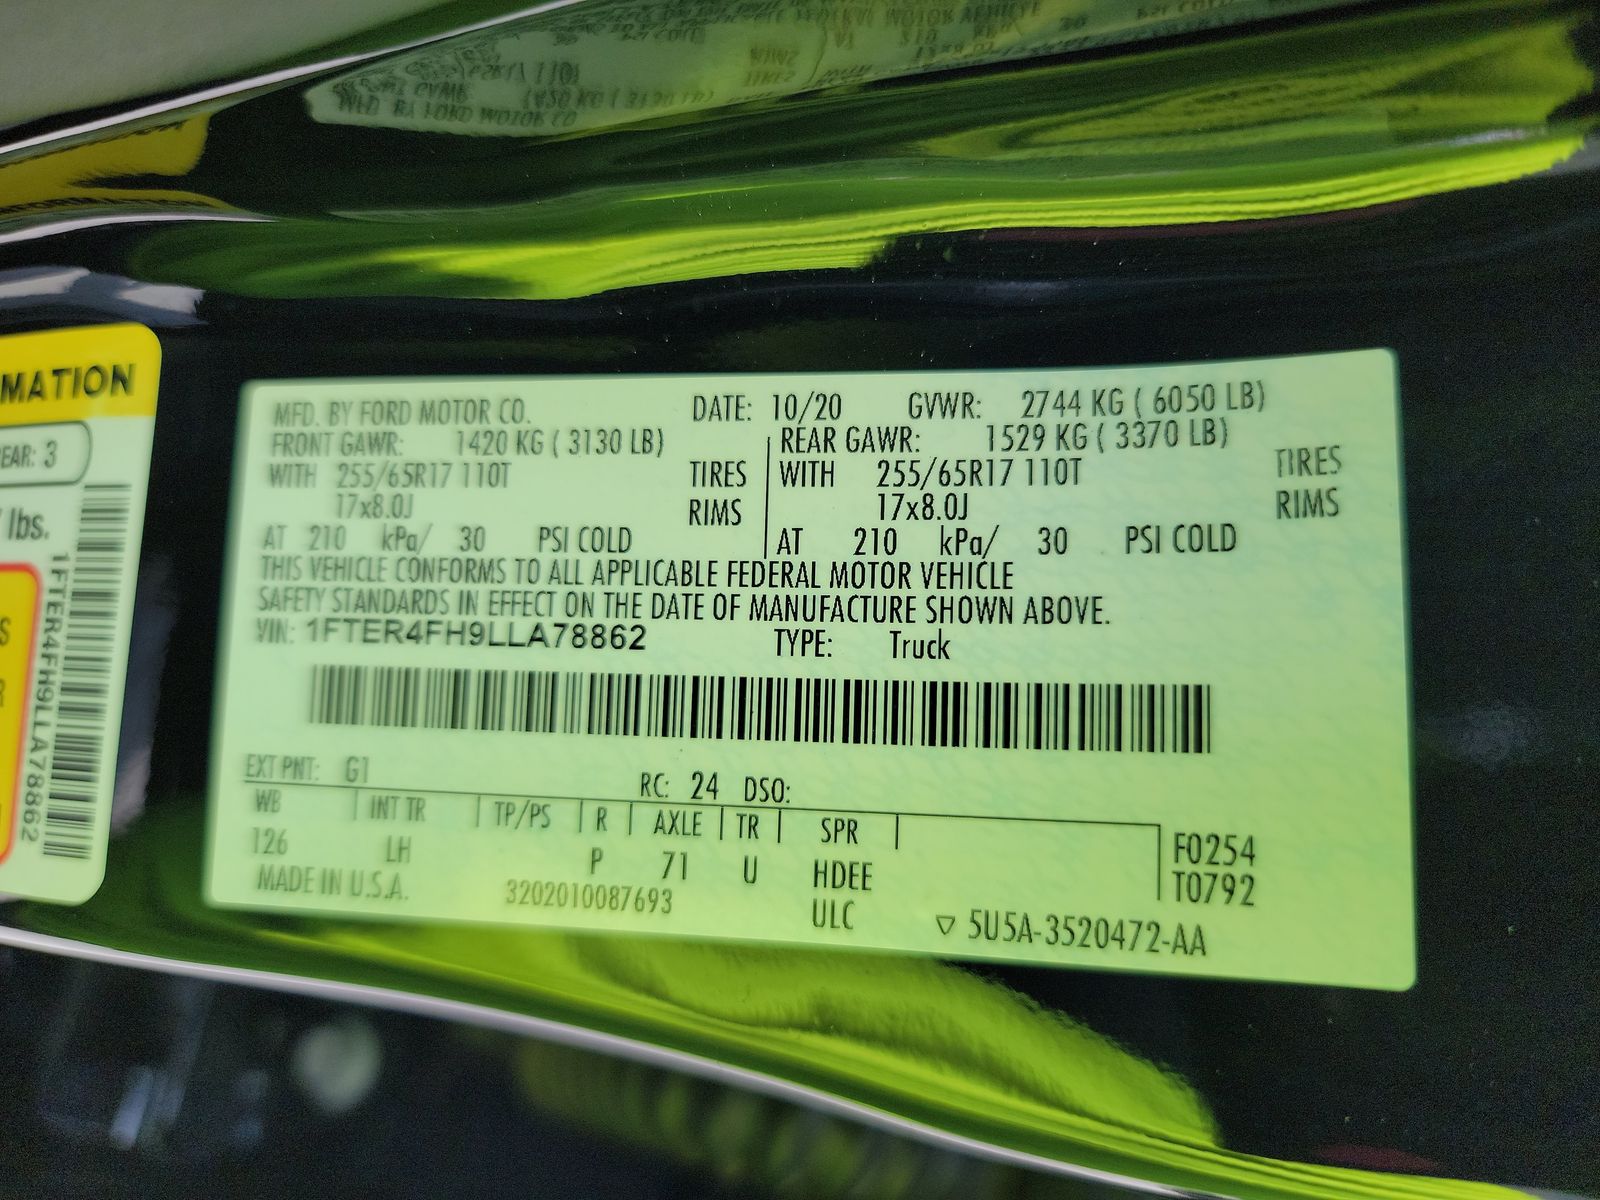 MFD. BY FORD MOTOR CO. DATE: 10/20 GVWR: 2744 KG ( 6050 LB)
FRONT GAWR: 1420 KG ( 3130 LB) REAR GAWR: 1529 KG ( 3370 LB)
WITH 255/65R17 110T TIRES WITH 255/65R17 110T TIRES
17x8.0J RIMS 17x8.0J RIMS
AT 210 kPa/ 30 PSI COLD AT 210 kPa/ 30 PSI COLD
THIS VEHICLE CONFORMS TO ALL APPLICABLE FEDERAL MOTOR VEHICLE
SAFETY STANDARDS IN EFFECT ON THE DATE OF MANUFACTURE SHOWN ABOVE.
VIN: 1FTER4FH9LLA78862 TYPE: Truck
EXT PNT: G1 RC: 24 DSO:
WB INT TR TP/PS R AXLE TR SPR F0254
126 LH P 71 U HDEE T0792
MADE IN U.S.A. 3202010087693 ULC ▽ 5U5A-3520472-AA
MATION
EAR: 3
lbs.
1FTER4FH9LLA78862